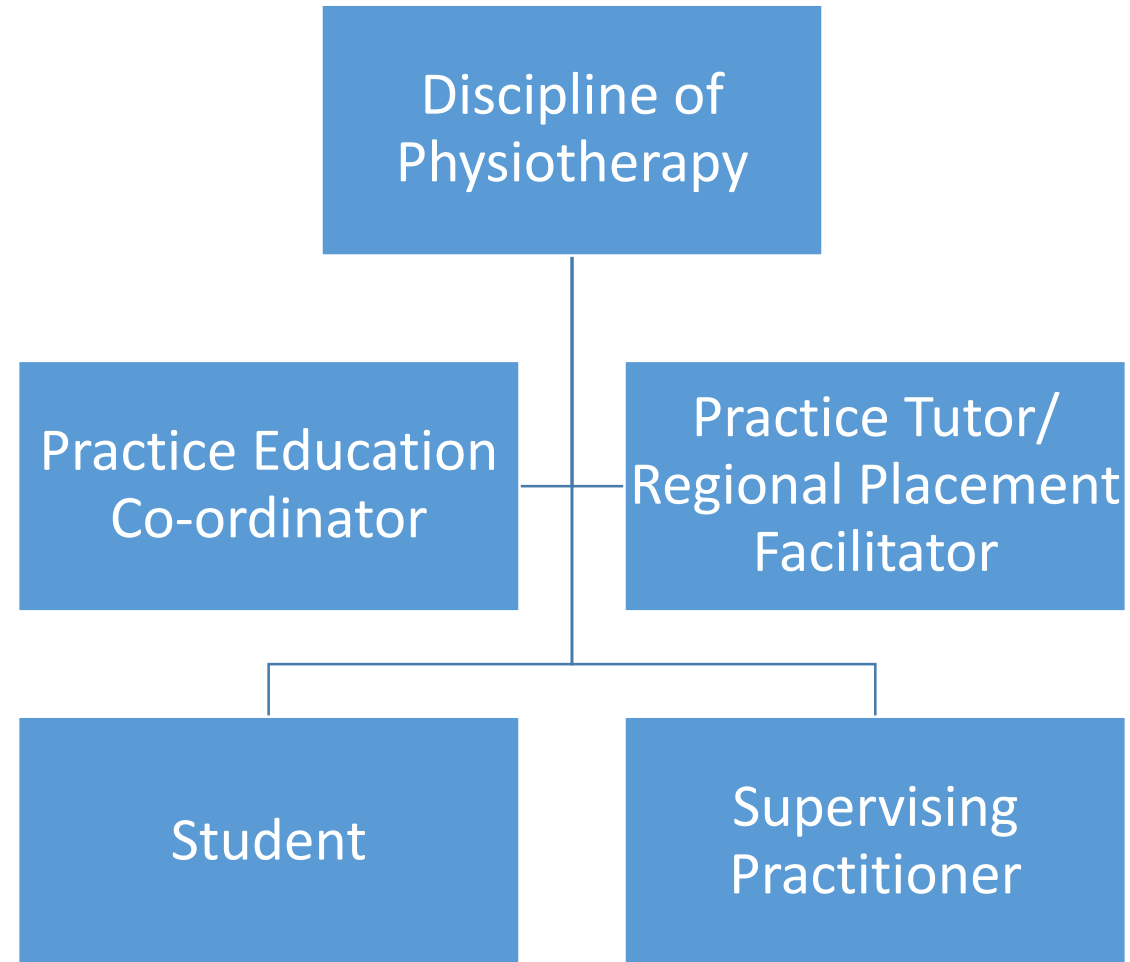 Discipline of
Physiotherapy
Practice Education
Co-ordinator
Practice Tutor/
Regional Placement
Facilitator
Student
Supervising
Practitioner